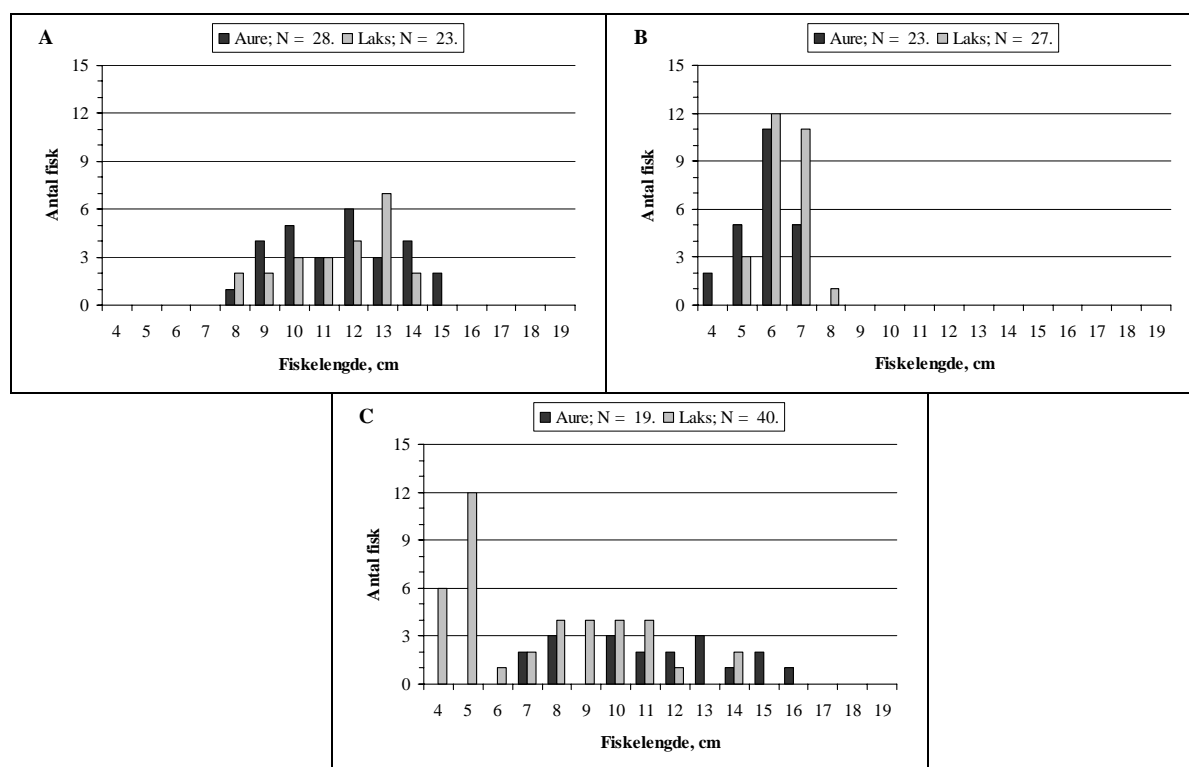 A
Aure; N = 28. Laks; N = 23.
15
12
9
6
3
0
Antal fisk
4 5 6 7 8 9 10 11 12 13 14 15 16 17 18 19
Fiskelengde, cm
B
Aure; N = 23. Laks; N = 27.
15
12
9
6
3
0
Antal fisk
4 5 6 7 8 9 10 11 12 13 14 15 16 17 18 19
Fiskelengde, cm
C
Aure; N = 19. Laks; N = 40.
15
12
9
6
3
0
Antal fisk
4 5 6 7 8 9 10 11 12 13 14 15 16 17 18 19
Fiskelengde, cm